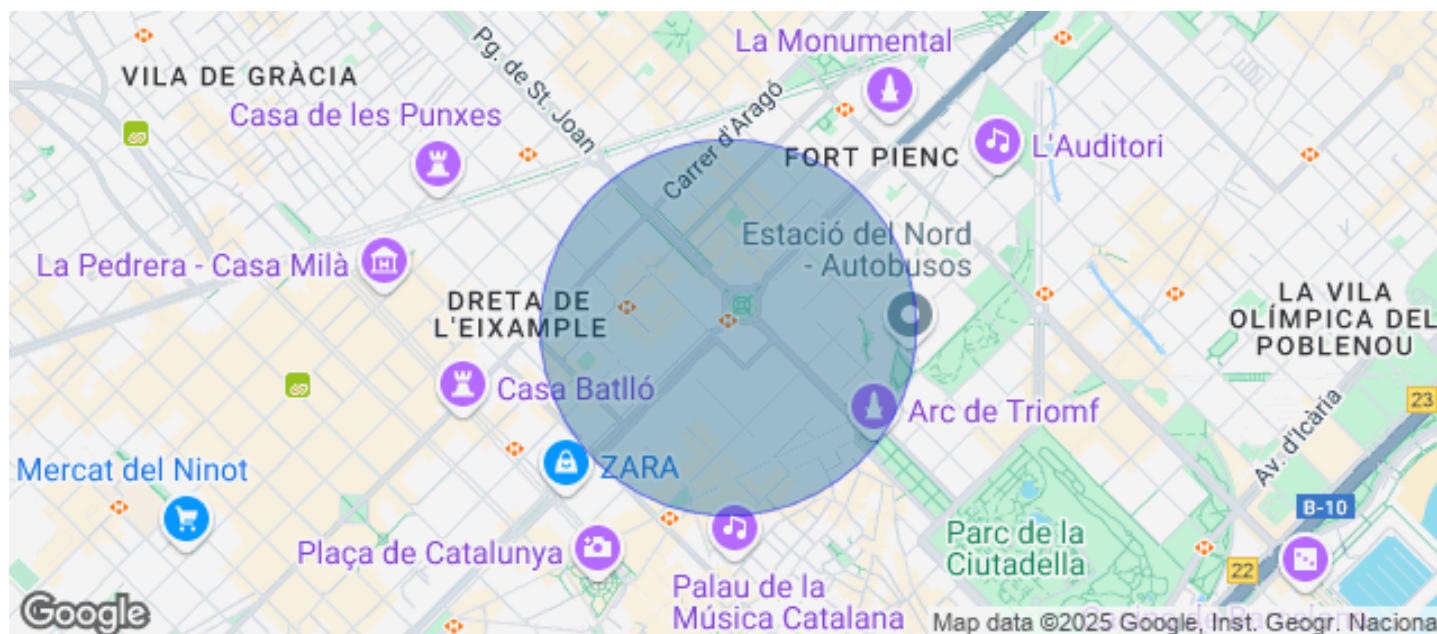 La Monumental
VILA DE GRÀCIA
Pg. de St. Joan
Casa de les Punxes
Carrer d'Aragó
FORT PIENC
L'Auditori
Estació del Nord
- Autobusos
La Pedrera - Casa Milà
DRETA DE
L'EIXAMPLE
LA VILA
OLÍMPICA DEL
POBLENOU
Casa Batlló
Arc de Triomf
23
Av. d'Icària
Mercat del Ninot
ZARA
B-10
Plaça de Catalunya
Parc de la
Ciutadella
22
Palau de la
Música Catalana
Google
Map data ©2025 Google, Inst. Geogr. Naciona